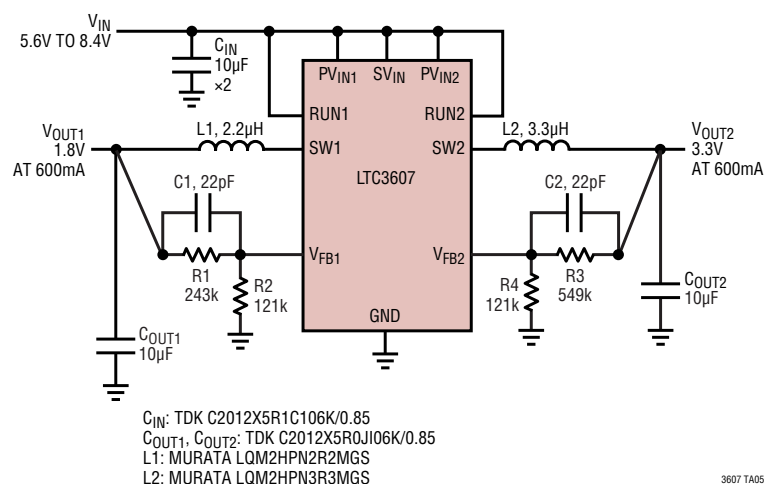 VIN
5.6V TO 8.4V
CIN
10µF
×2
PVIN1 SVIN PVIN2
RUN1 RUN2
VOUT1
1.8V
AT 600mA
L1, 2.2µH
SW1 SW2
L2, 3.3µH
VOUT2
3.3V
AT 600mA
LTC3607
C1, 22pF
C2, 22pF
VFB1 VFB2
R1
243k
R2
121k
R4
121k
R3
549k
GND
COUT1
10µF
COUT2
10µF
CIN: TDK C2012X5R1C106K/0.85
COUT1, COUT2: TDK C2012X5R0JI06K/0.85
L1: MURATA LQM2HPN2R2MGS
L2: MURATA LQM2HPN3R3MGS
3607 TA05